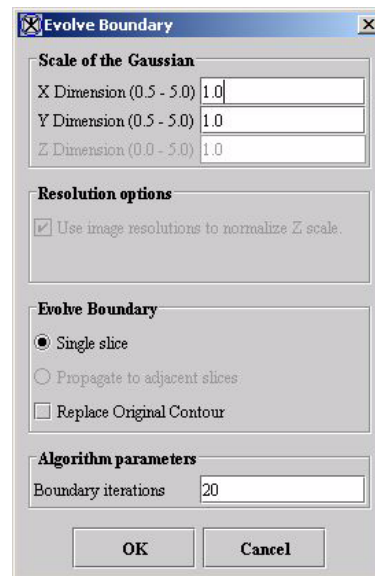 Evolve Boundary
Scale of the Gaussian
X Dimension (0.5 - 5.0) 1.0
Y Dimension (0.5 - 5.0) 1.0
Z Dimension (0.0 - 5.0) 1.0
Resolution options
Use image resolutions to normalize Z scale.
Evolve Boundary
Single slice
Propagate to adjacent slices
Replace Original Contour
Algorithm parameters
Boundary iterations 20
OK Cancel